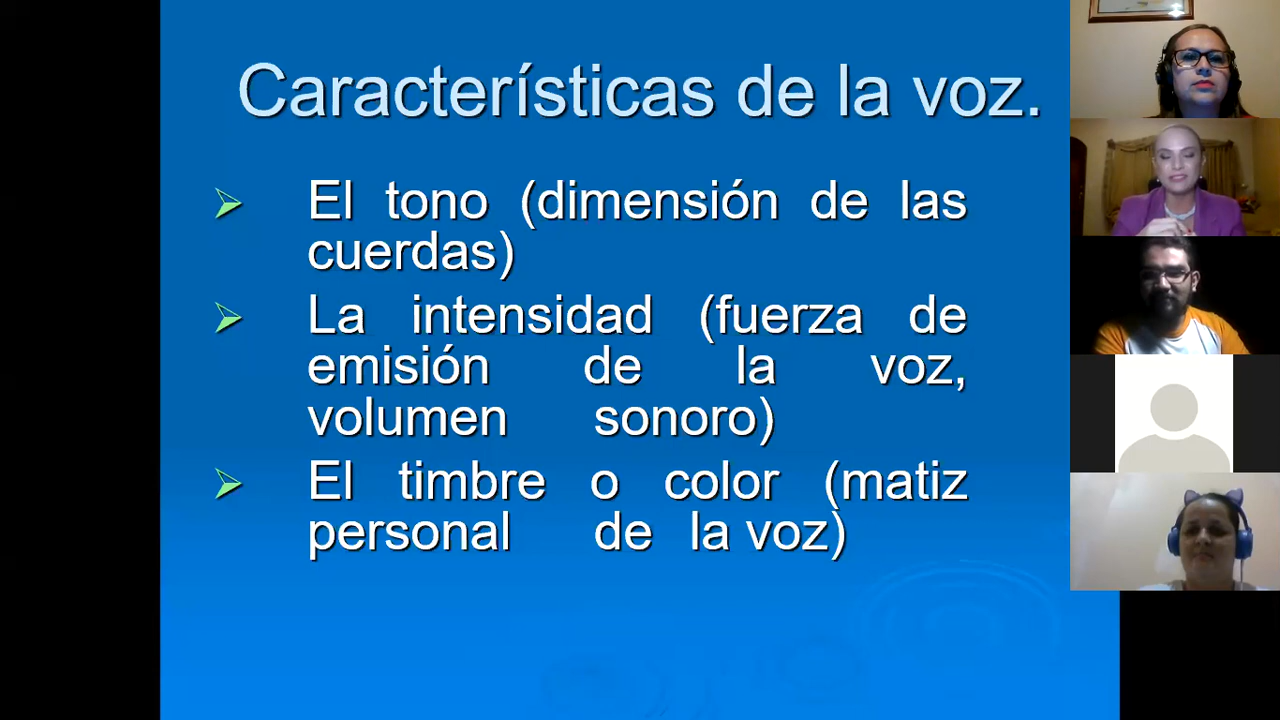 Características de la voz.
El tono (dimensión de las
cuerdas)
La intensidad (fuerza de
emisión de la voz,
volumen sonoro)
El timbre o color (matiz
personal de la voz)